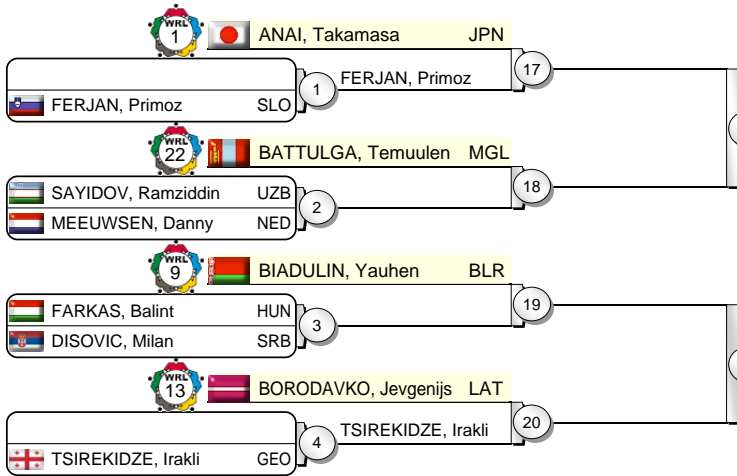 WRL
1
ANAI, Takamasa JPN
17
FERJAN, Primoz
1
FERJAN, Primoz SLO
WRL
22
BATTULGA, Temuulen MGL
18
SAYIDOV, Ramziddin UZB
2
MEEUWSEN, Danny NED
WRL
9
BIADULIN, Yauhen BLR
19
FARKAS, Balint HUN
3
DISOVIC, Milan SRB
WRL
13
BORODAVKO, Jevgenijs LAT
20
TSIREKIDZE, Irakli
4
TSIREKIDZE, Irakli GEO